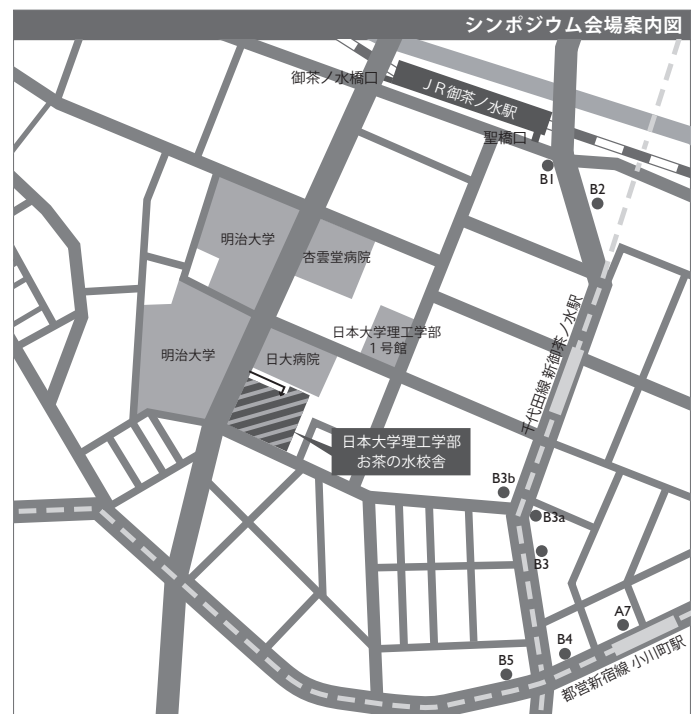 シンポジウム会場案内図
御茶ノ水橋口
JR御茶ノ水駅
聖橋口
B1
B2
明治大学
杏雲堂病院
日本大学理工学部
1号館
千代田線 新御茶ノ水駅
明治大学
日大病院
日本大学理工学部
お茶の水校舎
B3b
B3a
B3
A7
B4
B5
都営新宿線 小川町駅